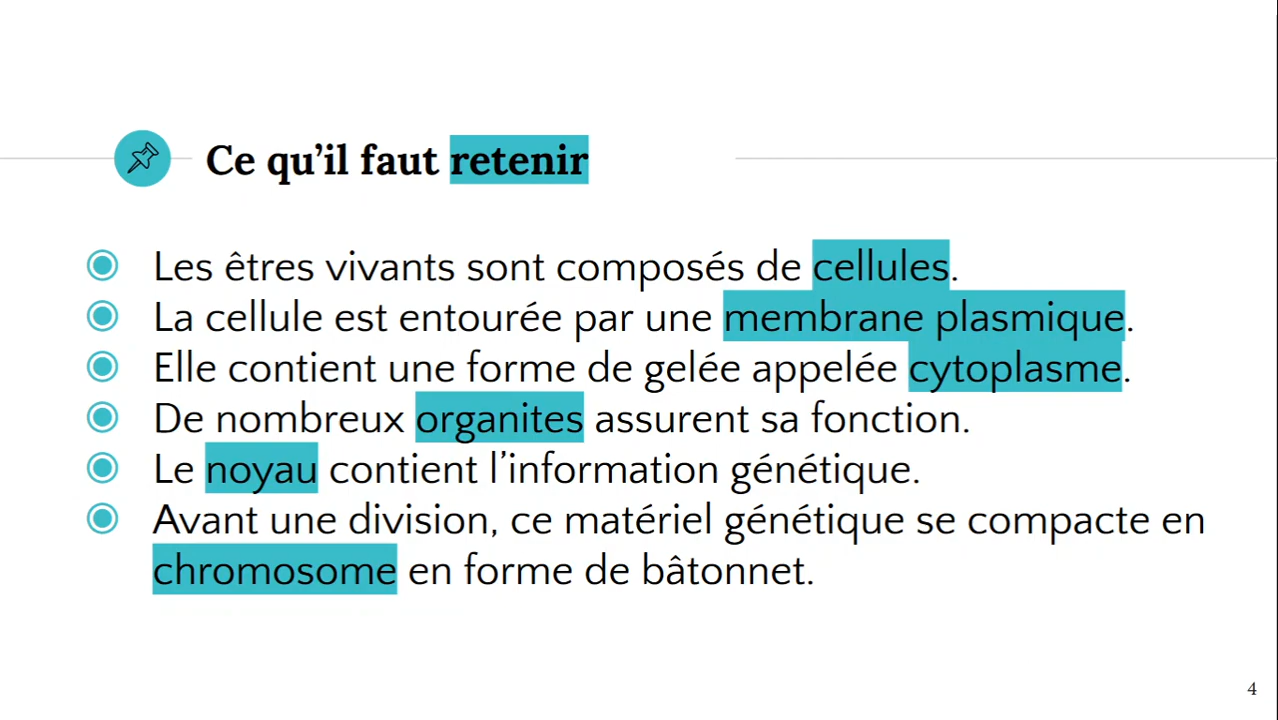 Ce qu’il faut retenir
Les êtres vivants sont composés de cellules.
La cellule est entourée par une membrane plasmique.
Elle contient une forme de gelée appelée cytoplasme.
De nombreux organites assurent sa fonction.
Le noyau contient l’information génétique.
Avant une division, ce matériel génétique se compacte en
chromosome en forme de bâtonnet.
4